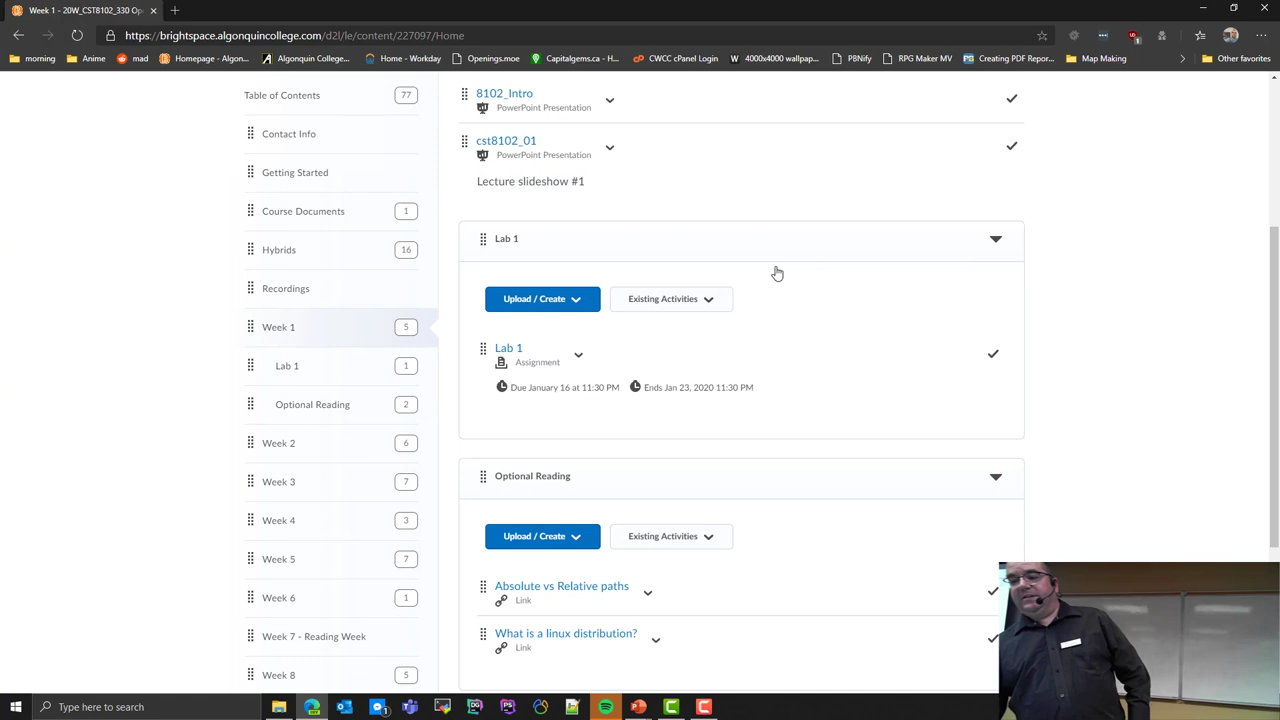 Week 1 - 20W_CST8102_330 Op
https://brightspace.algonquincollege.com/d2l/le/content/227097/Home
morning
Anime
mad
Homepage - Algon...
Algonquin College...
Home - Workday
Openings.moe
Capitalgems.ca - H...
CWCC cPanel Login
4000x4000 wallpap...
PBNify
RPG Maker MV
Creating PDF Repor...
Map Making
Other favorites
Table of Contents 77
Contact Info
Getting Started
Course Documents 1
Hybrids 16
Recordings
Week 1 5
Lab 1 1
Optional Reading 2
Week 2 6
Week 3 7
Week 4 3
Week 5 7
Week 6 1
Week 7 - Reading Week
Week 8 5
8102_Intro
PowerPoint Presentation
cst8102_01
PowerPoint Presentation
Lecture slideshow #1
Lab 1
Upload / Create
Existing Activities
Lab 1
Assignment
Due January 16 at 11:30 PM Ends Jan 23, 2020 11:30 PM
Optional Reading
Upload / Create
Existing Activities
Absolute vs Relative paths
Link
What is a linux distribution?
Link
Type here to search